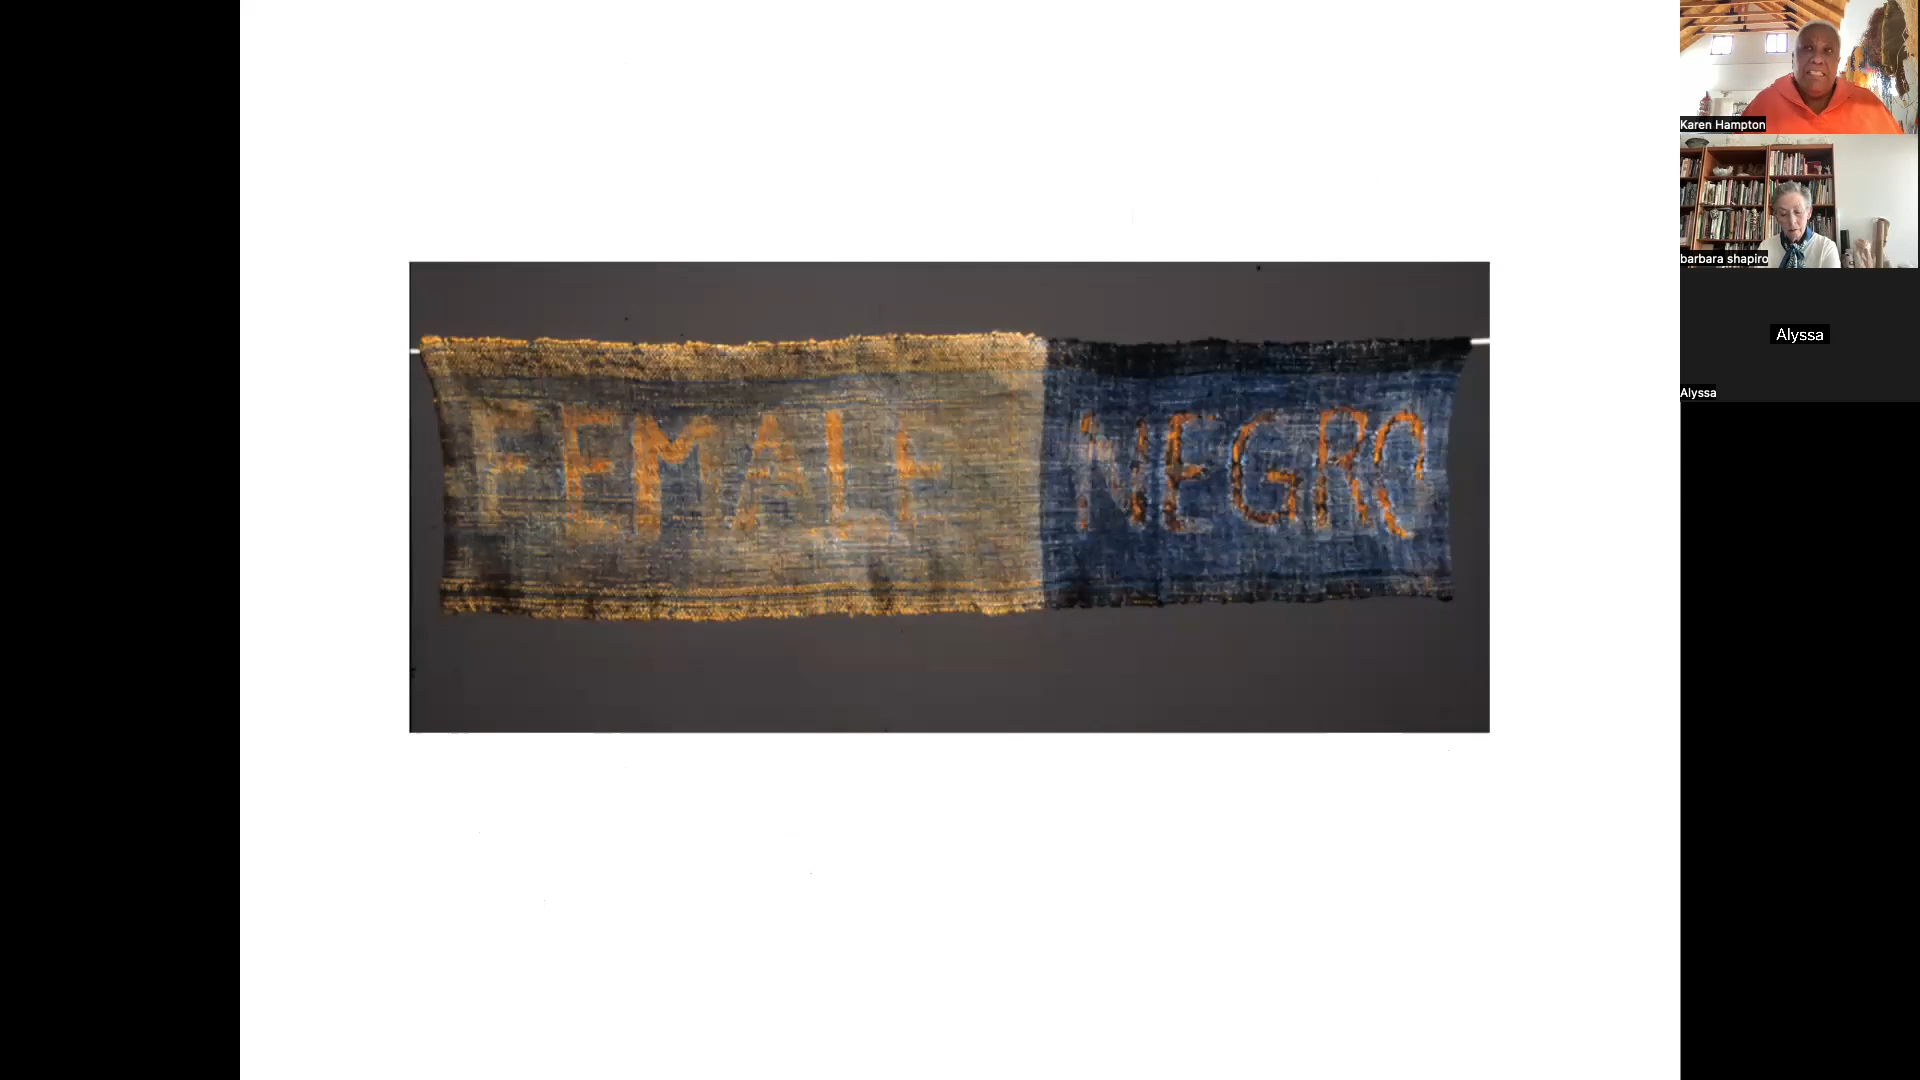 FEMALE NEGRO
Karen Hampton
barbara shapiro
Alyssa
Alyssa